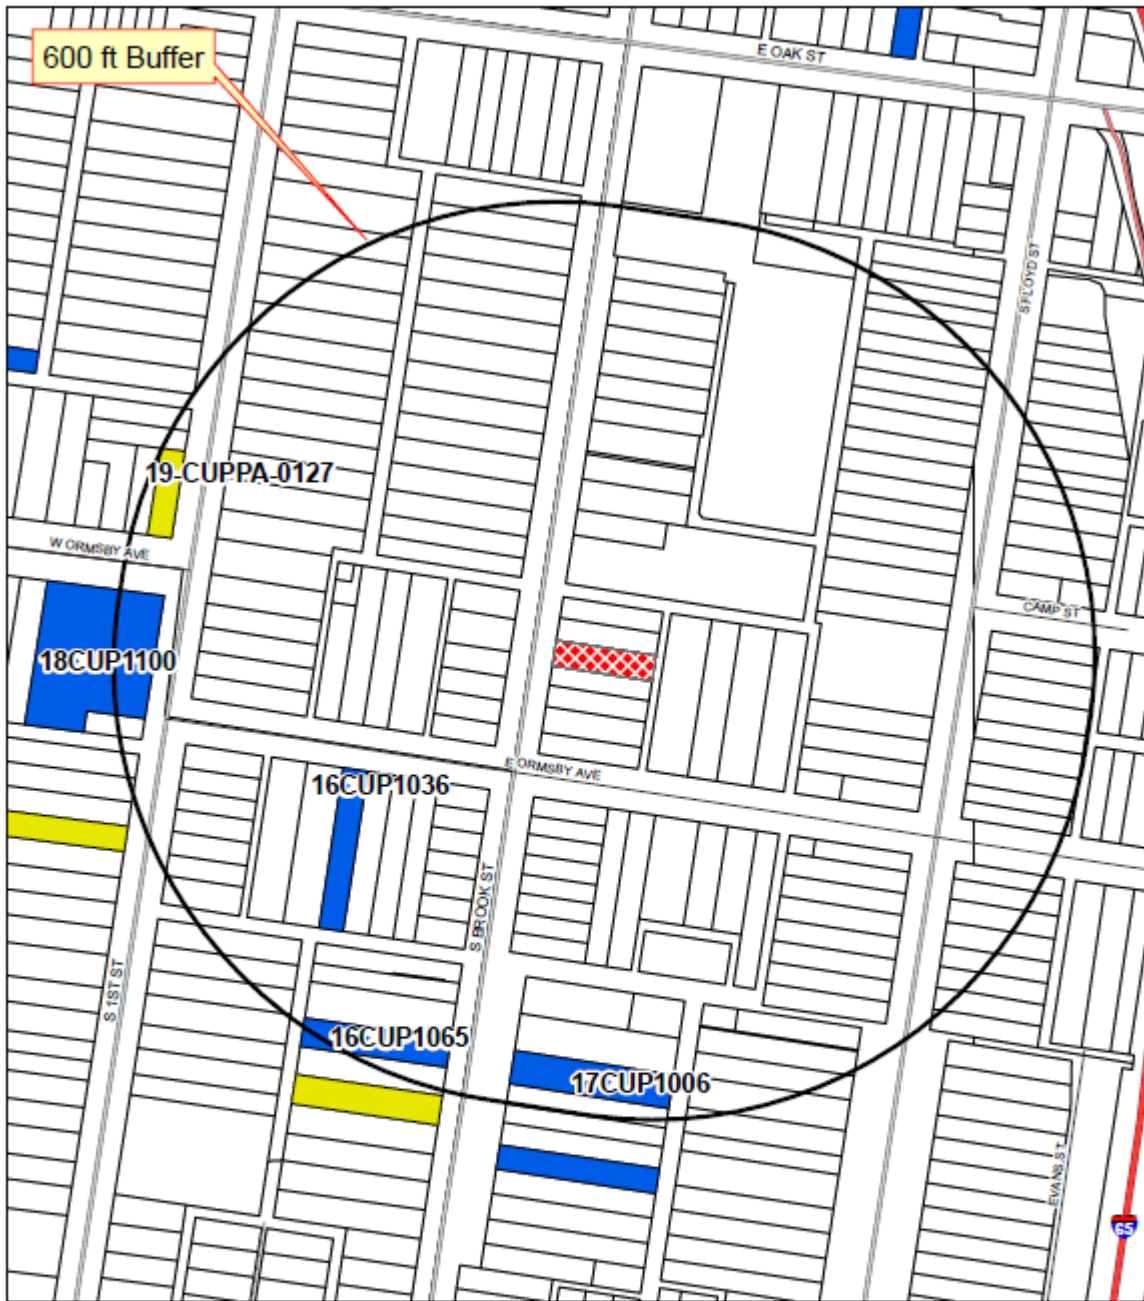 E OAK ST
600 ft Buffer
S FLOYD ST
19-CUPPA-0127
W ORMSBY AVE
CAMP ST
18CUP1100
E ORMSBY AVE
16CUP1036
S BROOK ST
S 1ST ST
16CUP1065
17CUP1006
EVANS ST
65